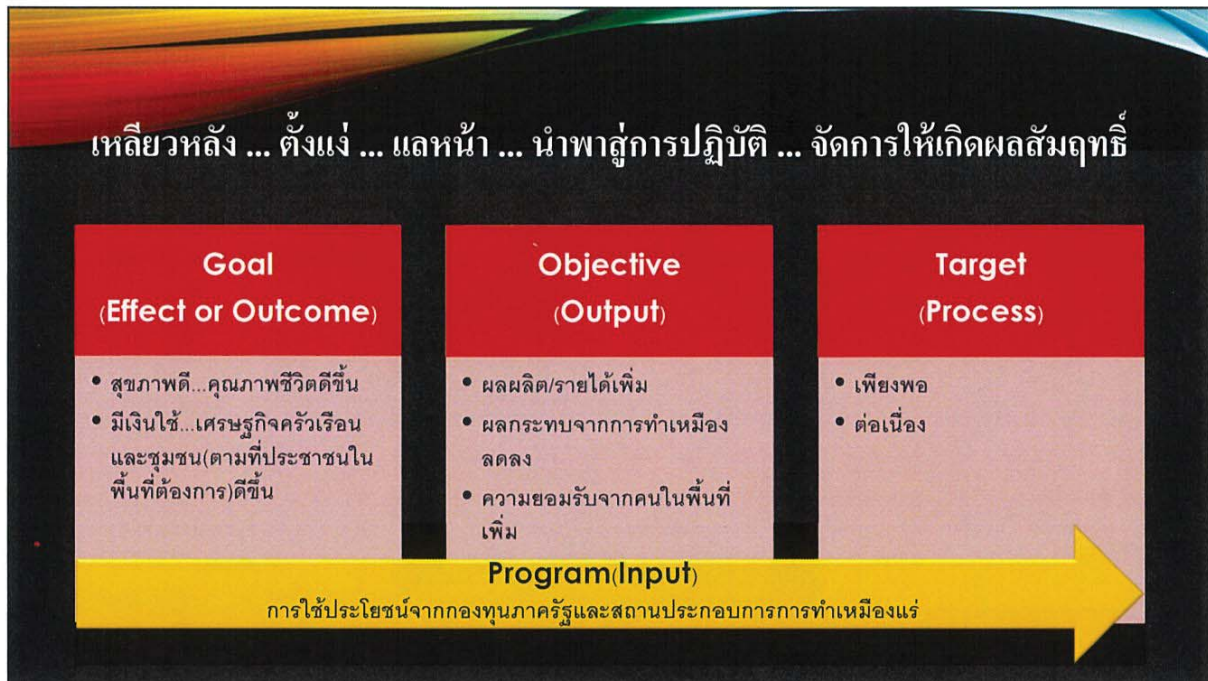 เหลียวหลัง ... ตั้งแง่ ... แลหน้า ... นำพาสู่การปฏิบัติ ... จัดการให้เกิดผลสัมฤทธิ์
Goal
(Effect or Outcome)
• สุขภาพดี...คุณภาพชีวิตดีขึ้น
• มีเงินใช้...เศรษฐกิจครัวเรือน
และชุมชน(ตามที่ประชาชนใน
พื้นที่ต้องการ)ดีขึ้น
Objective
(Output)
• ผลผลิต/รายได้เพิ่ม
• ผลกระทบจากการทำเหมือง
ลดลง
• ความยอมรับจากคนในพื้นที่
เพิ่ม
Target
(Process)
• เพียงพอ
• ต่อเนื่อง
Program(Input)
การใช้ประโยชน์จากกองทุนภาครัฐและสถานประกอบการการทำเหมืองแร่